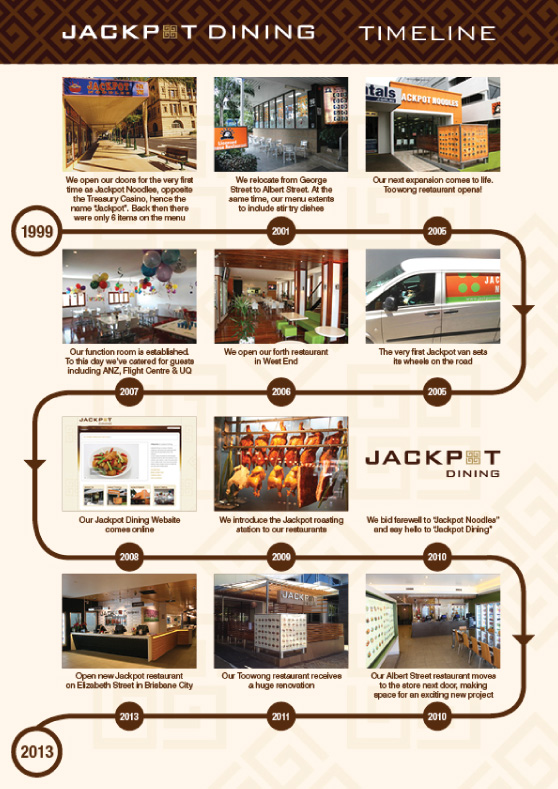 JACKPOT DINING TIMELINE
JACKPOT
NOODLES
We open our doors for the very first
time as Jackpot Noodles, opposite
the Treasury Casino, hence the
name "Jackpot". Back then there
were only 6 items on the menu
We relocate from George
Street to Albert Street. At the
same time, our menu extents
to include stir try dishes
ntals
JACKPOT NOODLES
Our next expansion comes to life.
Toowong restaurant opens!
1999
2001
2005
Our function room is established.
To this day we've catered for guests
including ANZ, Flight Centre & UQ
We open our forth restaurant
in West End
JAC
N
The very first Jackpot van sets
its wheels on the road
2007
2006
2005
JACKPOT
Our Jackpot Dining Website
comes online
We introduce the Jackpot roasting
station to our restaurants
JACKPOT
DINING
We bid farewell to "Jackpot Noodles"
and say hello to "Jackpot Dining"
2008
2009
2010
Open new Jackpot restaurant
on Elizabeth Street in Brisbane City
JACKPOT
Our Toowong restaurant receives
a huge renovation
Our Albert Street restaurant moves
to the store next door, making
space for an exciting new project
2013
2013
2011
2010